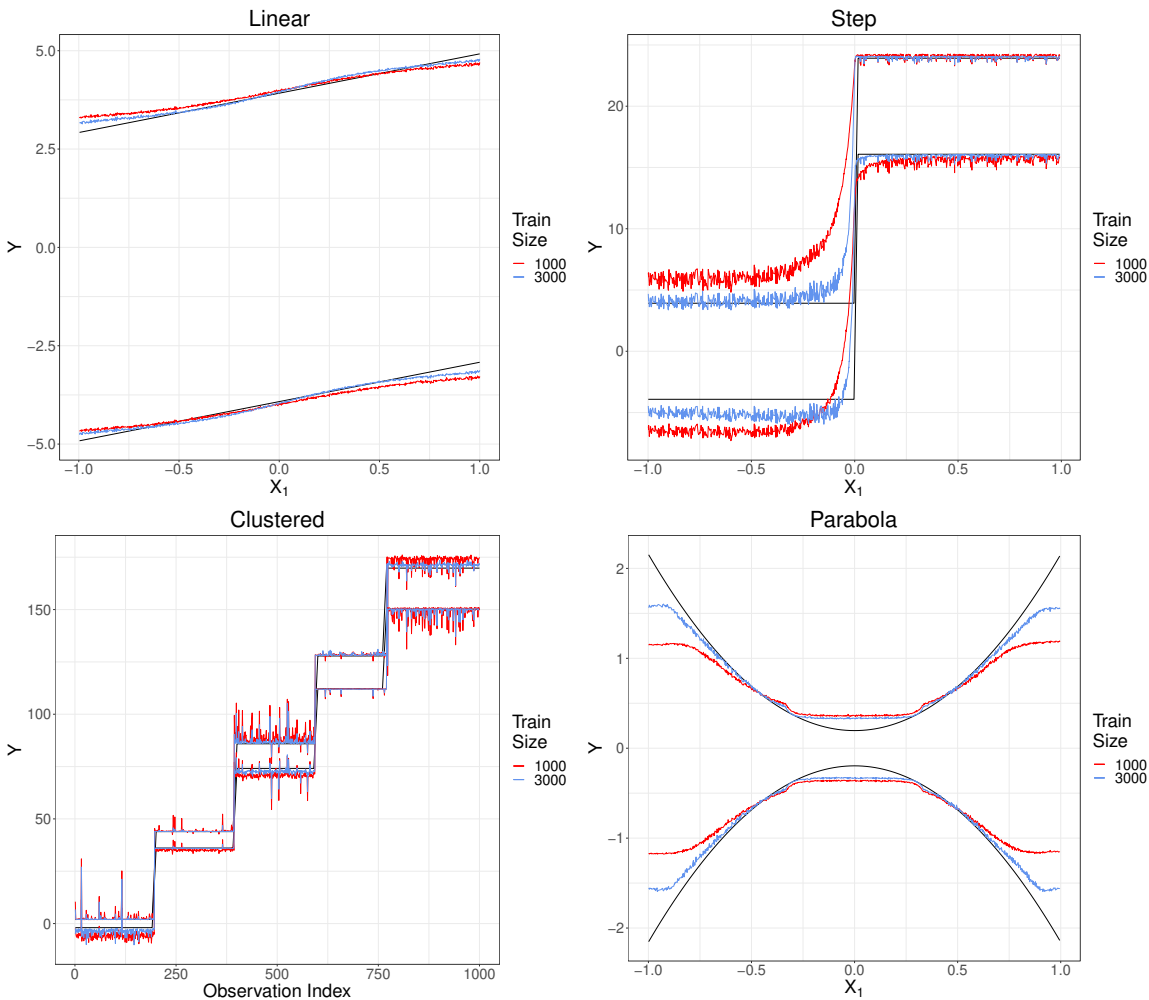 Linear
5.0
2.5
0.0
−2.5
−5.0
Y
−1.0 −0.5 0.0 0.5 1.0
X1
Train
Size
1000
3000
Step
20
10
0
Y
−1.0 −0.5 0.0 0.5 1.0
X1
Train
Size
1000
3000
Clustered
150
100
50
0
Y
0 250 500 750 1000
Observation Index
Train
Size
1000
3000
Parabola
2
1
0
−1
−2
Y
−1.0 −0.5 0.0 0.5 1.0
X1
Train
Size
1000
3000